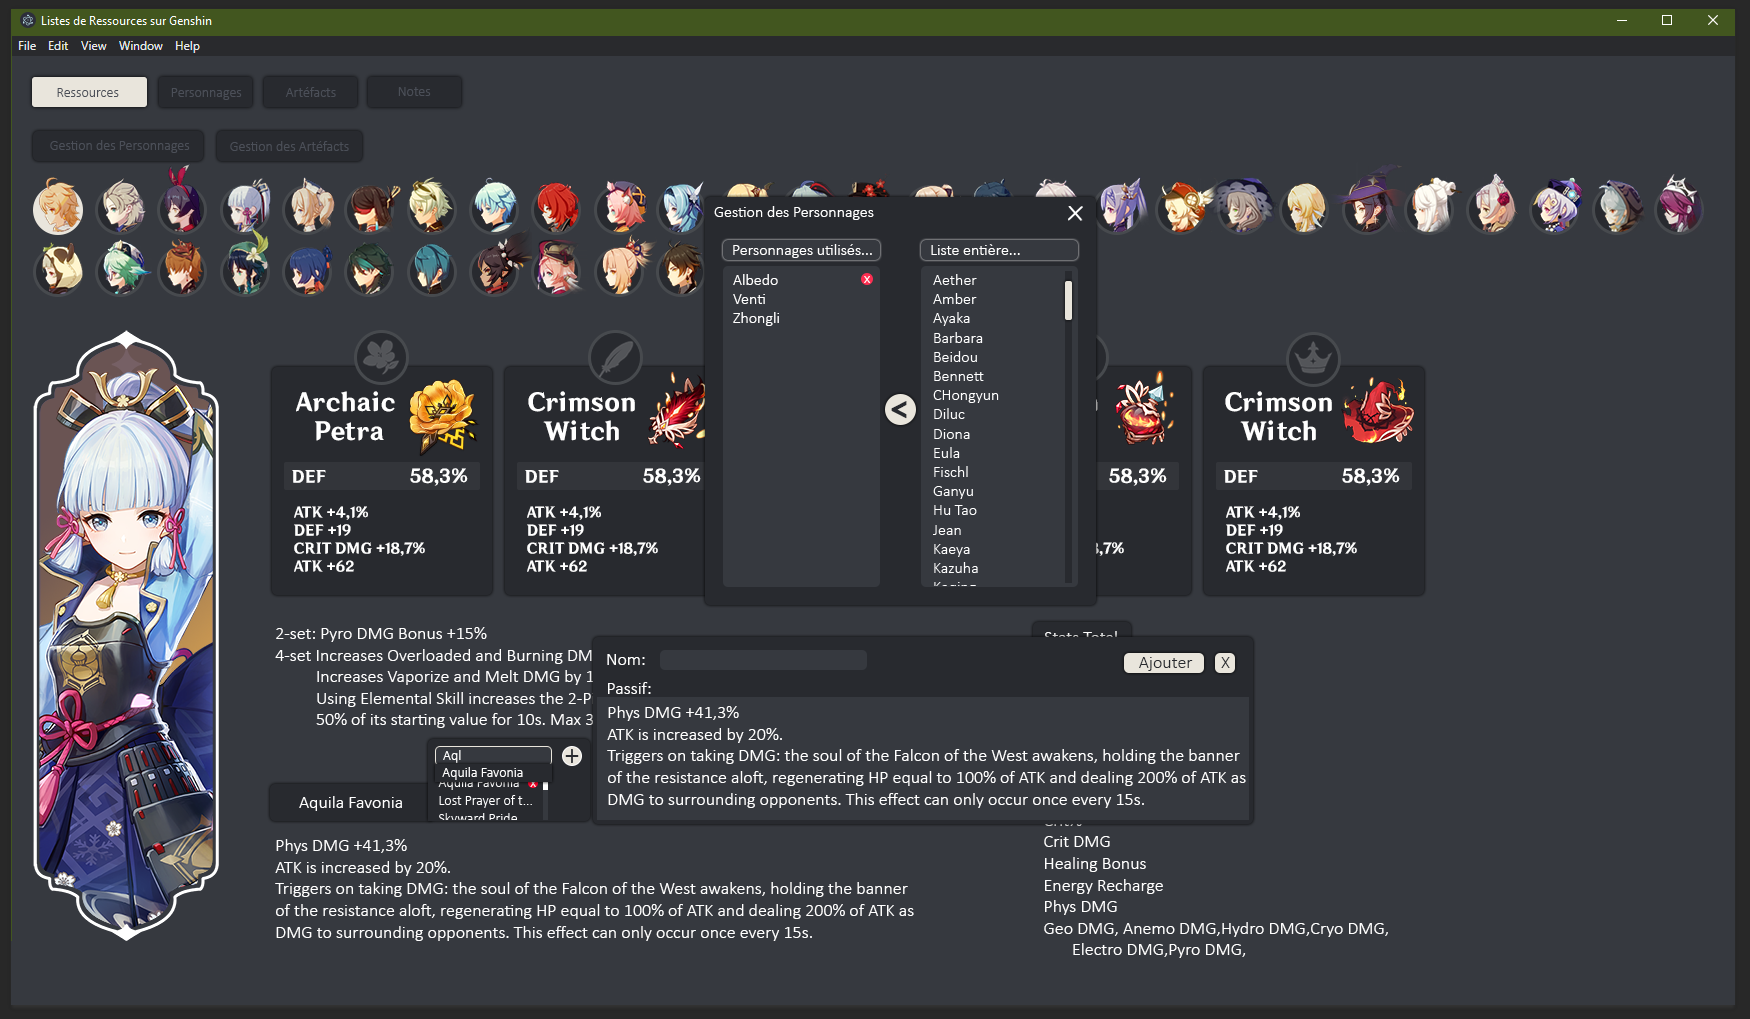 Listes de Ressources sur Genshin
File Edit View Window Help
Ressources Personnages Artéfacts Notes
Gestion des Personnages Gestion des Artéfacts
Gestion des Personnages
Personnages utilisés... Liste entière...
Albedo X
Venti
Zhongli
<
Aether
Amber
Ayaka
Barbara
Beidou
Bennett
CHongyun
Diluc
Diona
Eula
Fischl
Ganyu
Hu Tao
Jean
Kaeya
Kazuha
Archaic
Petra
DEF 58,3%
ATK +4,1%
DEF +19
CRIT DMG +18,7%
ATK +62
Crimson
Witch
DEF 58,3%
ATK +4,1%
DEF +19
CRIT DMG +18,7%
ATK +62
58,3%
Crimson
Witch
DEF 58,3%
ATK +4,1%
DEF +19
CRIT DMG +18,7%
ATK +62
2-set: Pyro DMG Bonus +15%
4-set Increases Overloaded and Burning DM
Increases Vaporize and Melt DMG by 1
Using Elemental Skill increases the 2-P
50% of its starting value for 10s. Max 3
Stats Total
Nom:
Ajouter X
Passif:
Phys DMG +41,3%
ATK is increased by 20%.
Triggers on taking DMG: the soul of the Falcon of the West awakens, holding the banner
of the resistance aloft, regenerating HP equal to 100% of ATK and dealing 200% of ATK as
DMG to surrounding opponents. This effect can only occur once every 15s.
Aql
Aquila Favonia
Aquila Favonia
Lost Prayer of t...
Skyward Pride
Aquila Favonia
Phys DMG +41,3%
ATK is increased by 20%.
Triggers on taking DMG: the soul of the Falcon of the West awakens, holding the banner
of the resistance aloft, regenerating HP equal to 100% of ATK and dealing 200% of ATK as
DMG to surrounding opponents. This effect can only occur once every 15s.
Crit DMG
Healing Bonus
Energy Recharge
Phys DMG
Geo DMG, Anemo DMG,Hydro DMG,Cryo DMG,
Electro DMG,Pyro DMG,